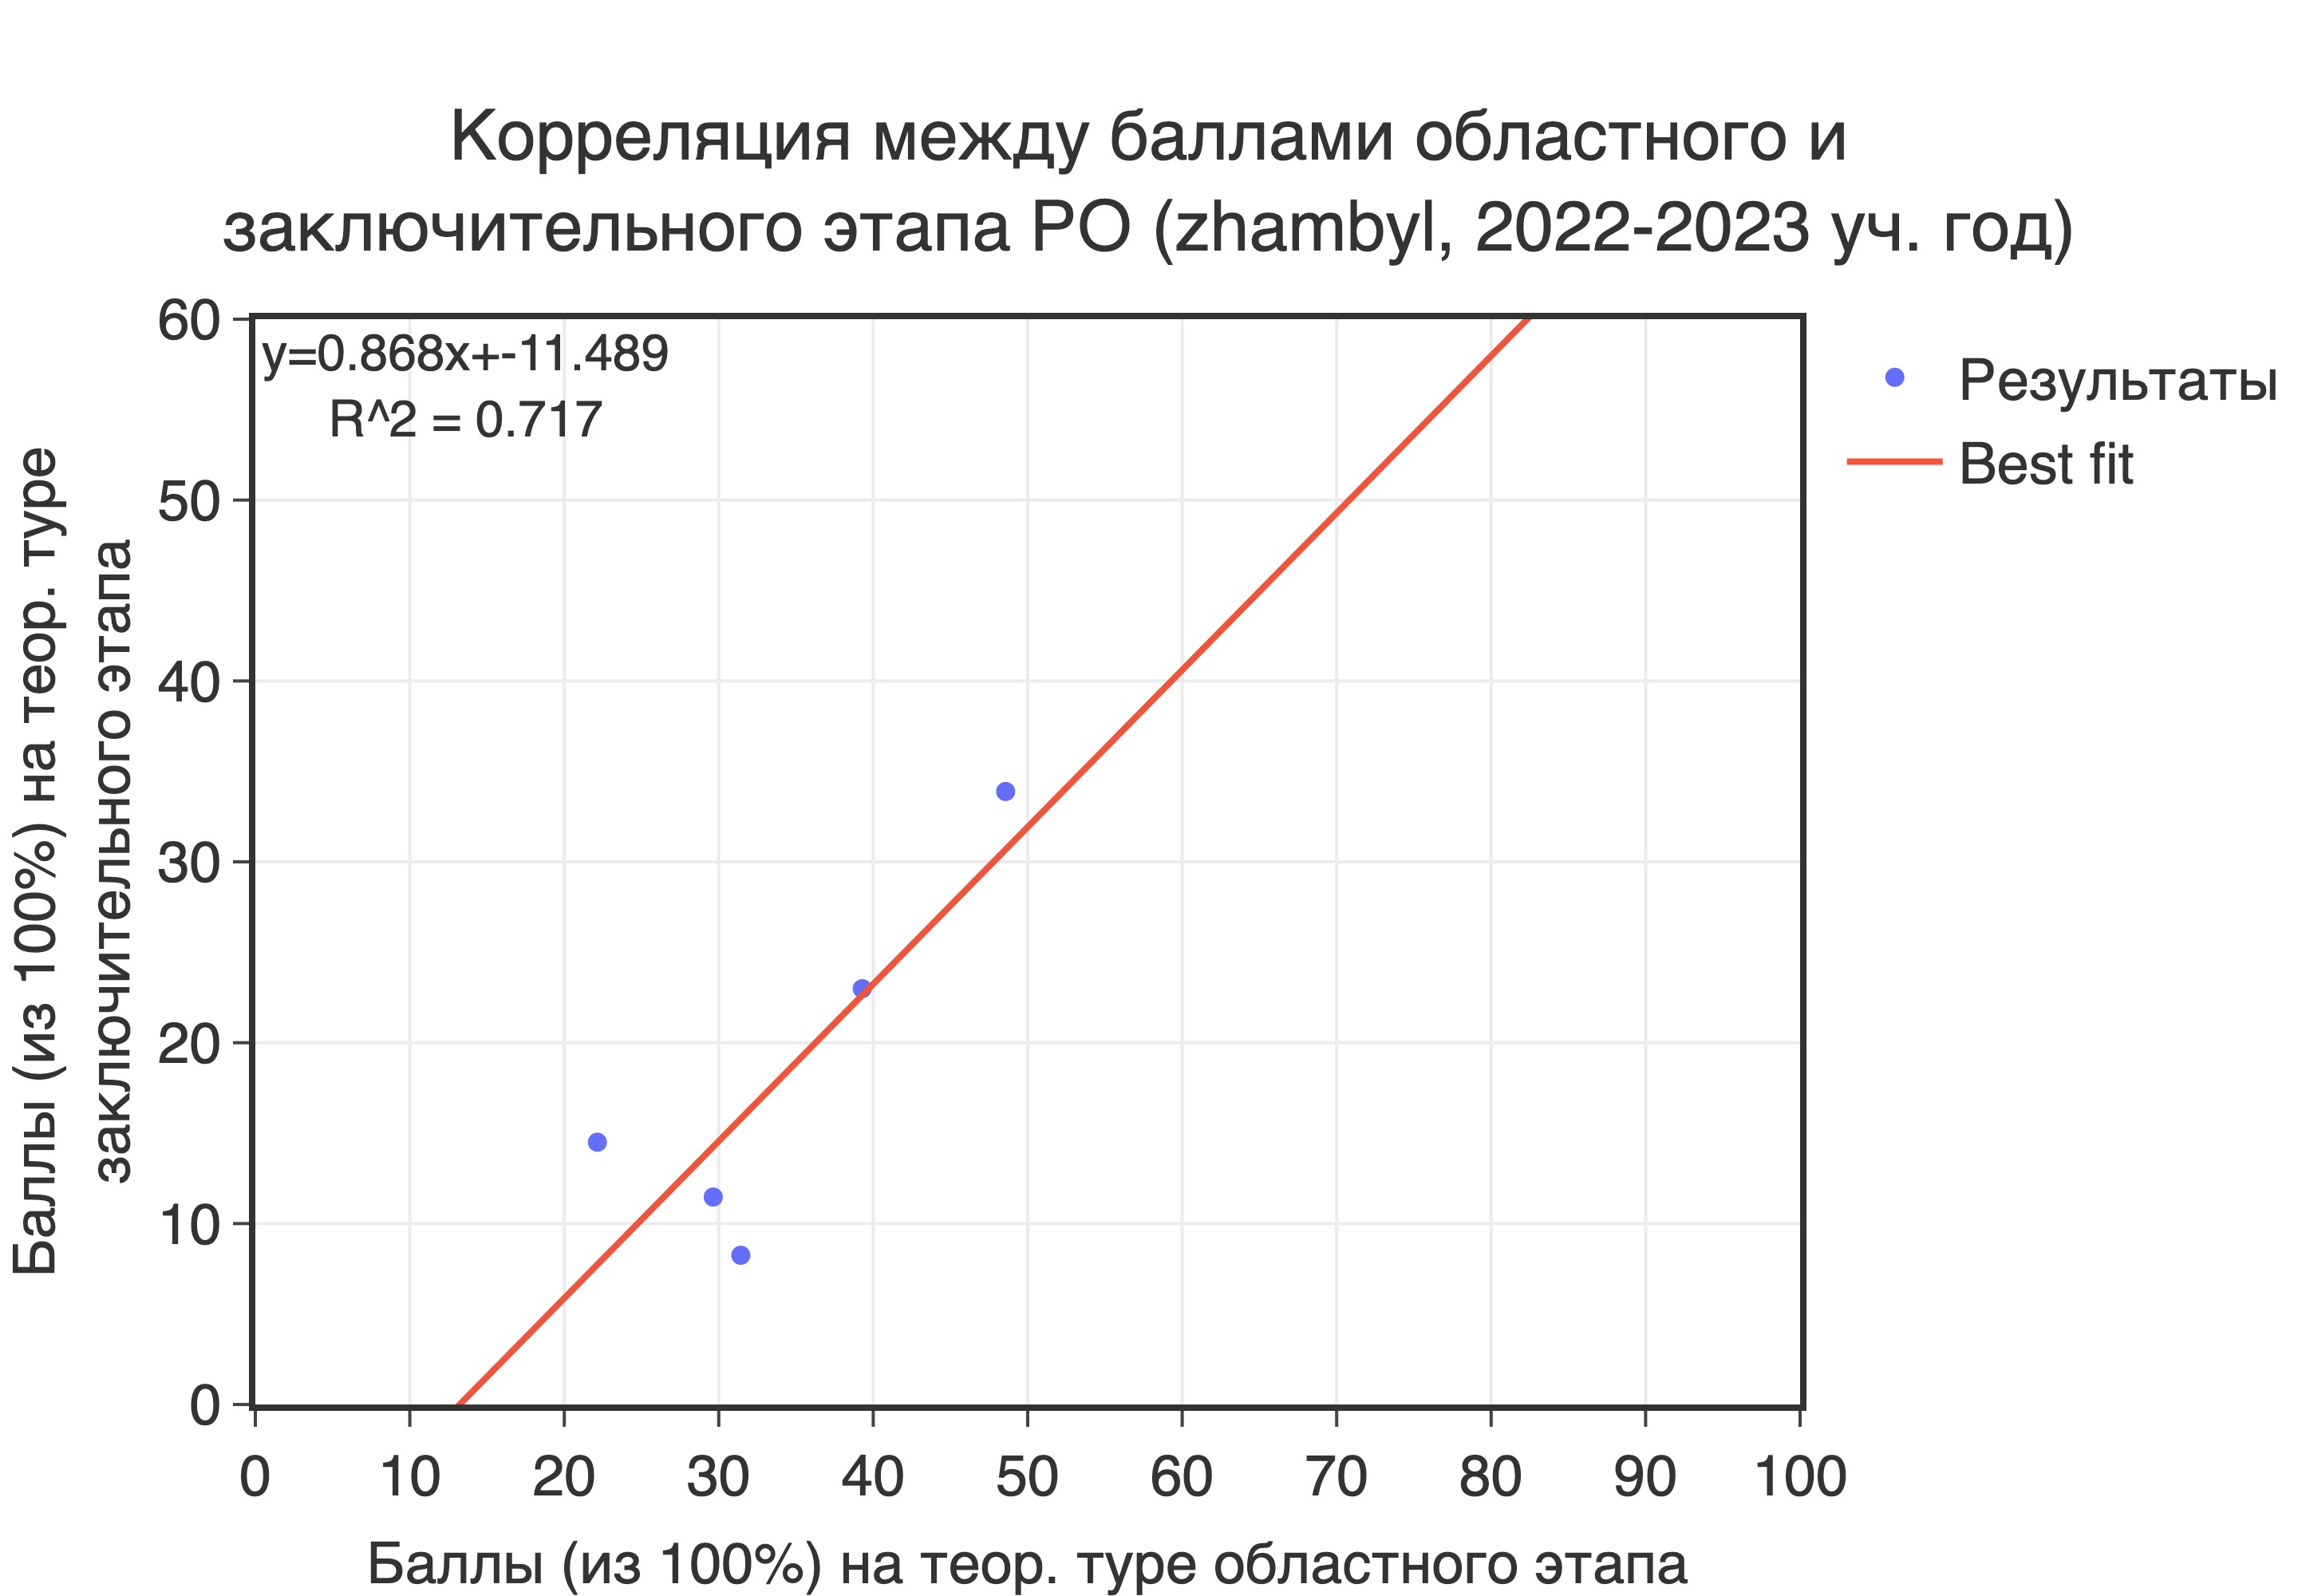 Корреляция между баллами областного и
заключительного этапа РО (zhambyl, 2022-2023 уч. год)
y=0.868x+-11.489
R^2 = 0.717
Результаты
Best fit
60
50
40
30
20
10
0
Баллы (из 100%) на теор. туре
заключительного этапа
0 10 20 30 40 50 60 70 80 90 100
Баллы (из 100%) на теор. туре областного этапа